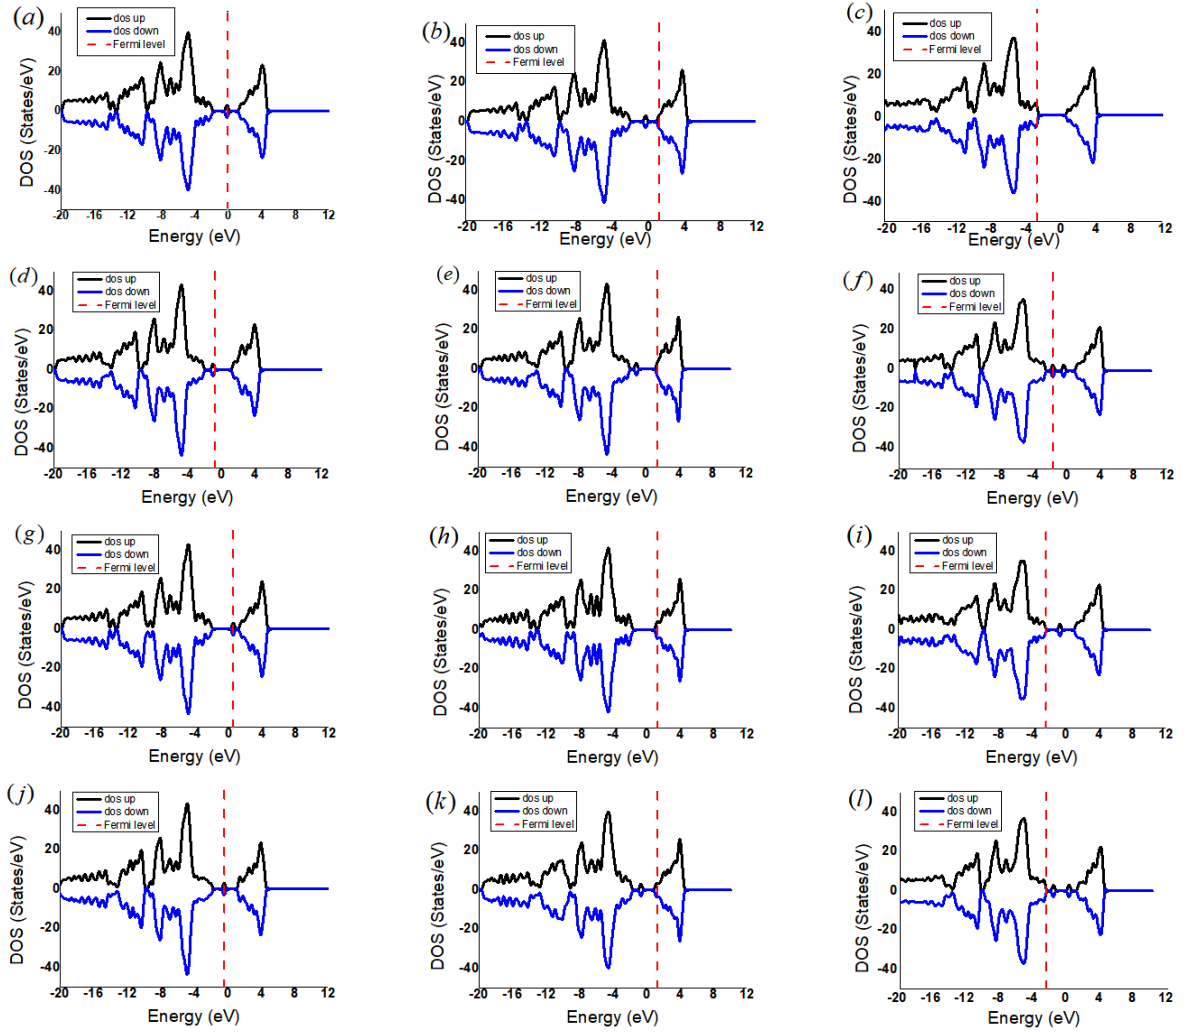 (a)
dos up
dos down
Fermi level
DOS (States/eV)
40
20
0
-20
-40
-20 -16 -12 -8 -4 0 4 8 12
Energy (eV)
(b)
dos up
dos down
Fermi level
DOS (States/eV)
40
20
0
-20
-40
-20 -16 -12 -8 -4 0 4 8 12
Energy (eV)
(c)
dos up
dos down
Fermi level
DOS (States/eV)
40
20
0
-20
-40
-20 -16 -12 -8 -4 0 4 8 12
Energy (eV)
(d)
dos up
dos down
Fermi level
DOS (States/eV)
40
20
0
-20
-40
-20 -16 -12 -8 -4 0 4 8 12
Energy (eV)
(e)
dos up
dos down
Fermi level
DOS (States/eV)
40
20
0
-20
-40
-20 -16 -12 -8 -4 0 4 8 12
Energy (eV)
(f)
dos up
dos down
Fermi level
DOS (States/eV)
40
20
0
-20
-40
-20 -16 -12 -8 -4 0 4 8 12
Energy (eV)
(g)
dos up
dos down
Fermi level
DOS (States/eV)
40
20
0
-20
-40
-20 -16 -12 -8 -4 0 4 8 12
Energy (eV)
(h)
dos up
dos down
Fermi level
DOS (States/eV)
40
20
0
-20
-40
-20 -16 -12 -8 -4 0 4 8 12
Energy (eV)
(i)
dos up
dos down
Fermi level
DOS (States/eV)
40
20
0
-20
-40
-20 -16 -12 -8 -4 0 4 8 12
Energy (eV)
(j)
dos up
dos down
Fermi level
DOS (States/eV)
40
20
0
-20
-40
-20 -16 -12 -8 -4 0 4 8 12
Energy (eV)
(k)
dos up
dos down
Fermi level
DOS (States/eV)
40
20
0
-20
-40
-20 -16 -12 -8 -4 0 4 8 12
Energy (eV)
(l)
dos up
dos down
Fermi level
DOS (States/eV)
40
20
0
-20
-40
-20 -16 -12 -8 -4 0 4 8 12
Energy (eV)